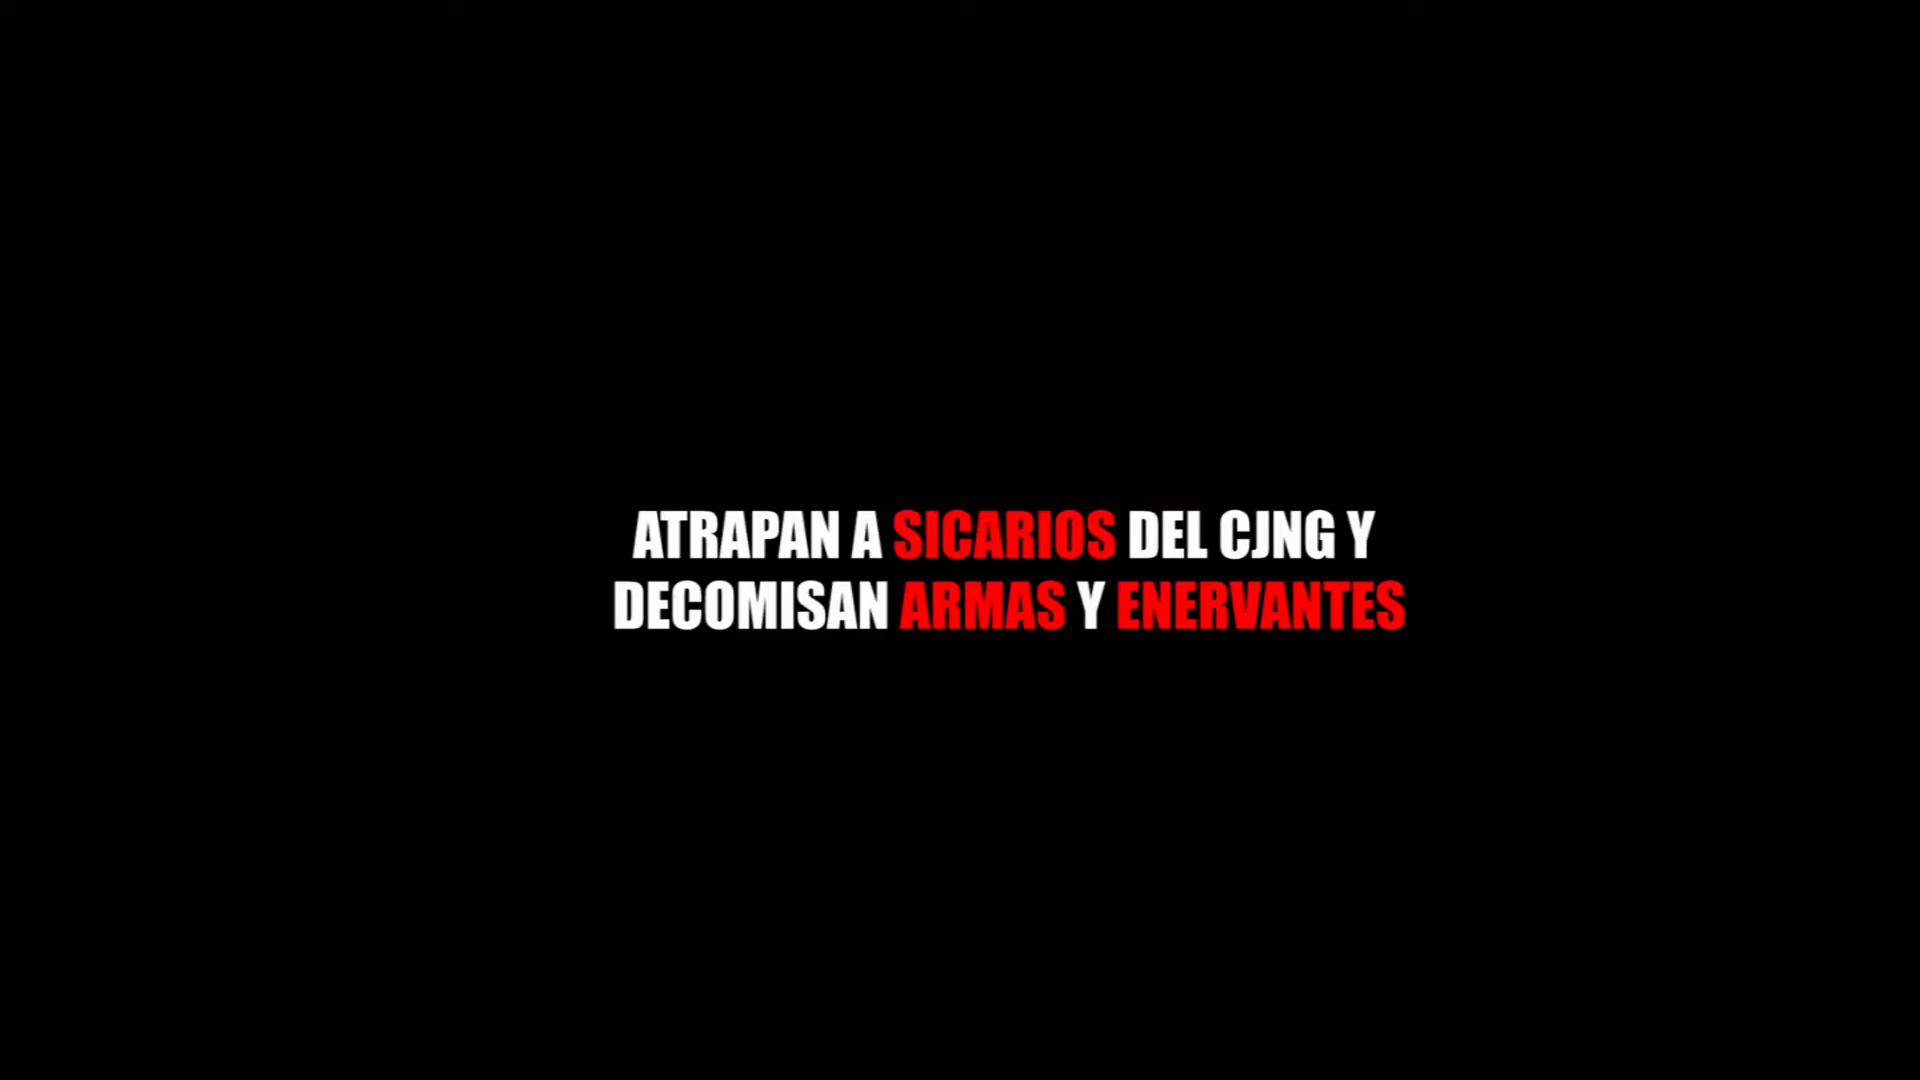 ATRAPAN A SICARIOS DEL CJNG Y
DECOMISAN ARMAS Y ENERVANTES